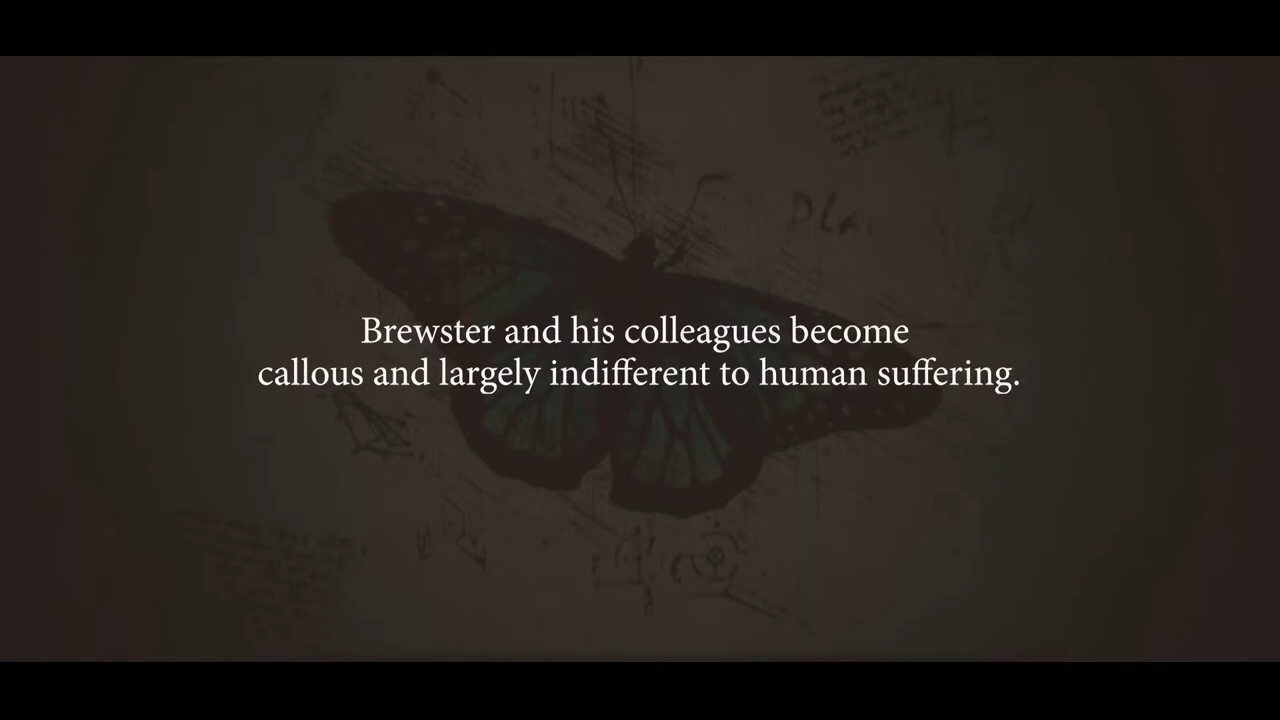 Brewster and his colleagues become
callous and largely indifferent to human suffering.